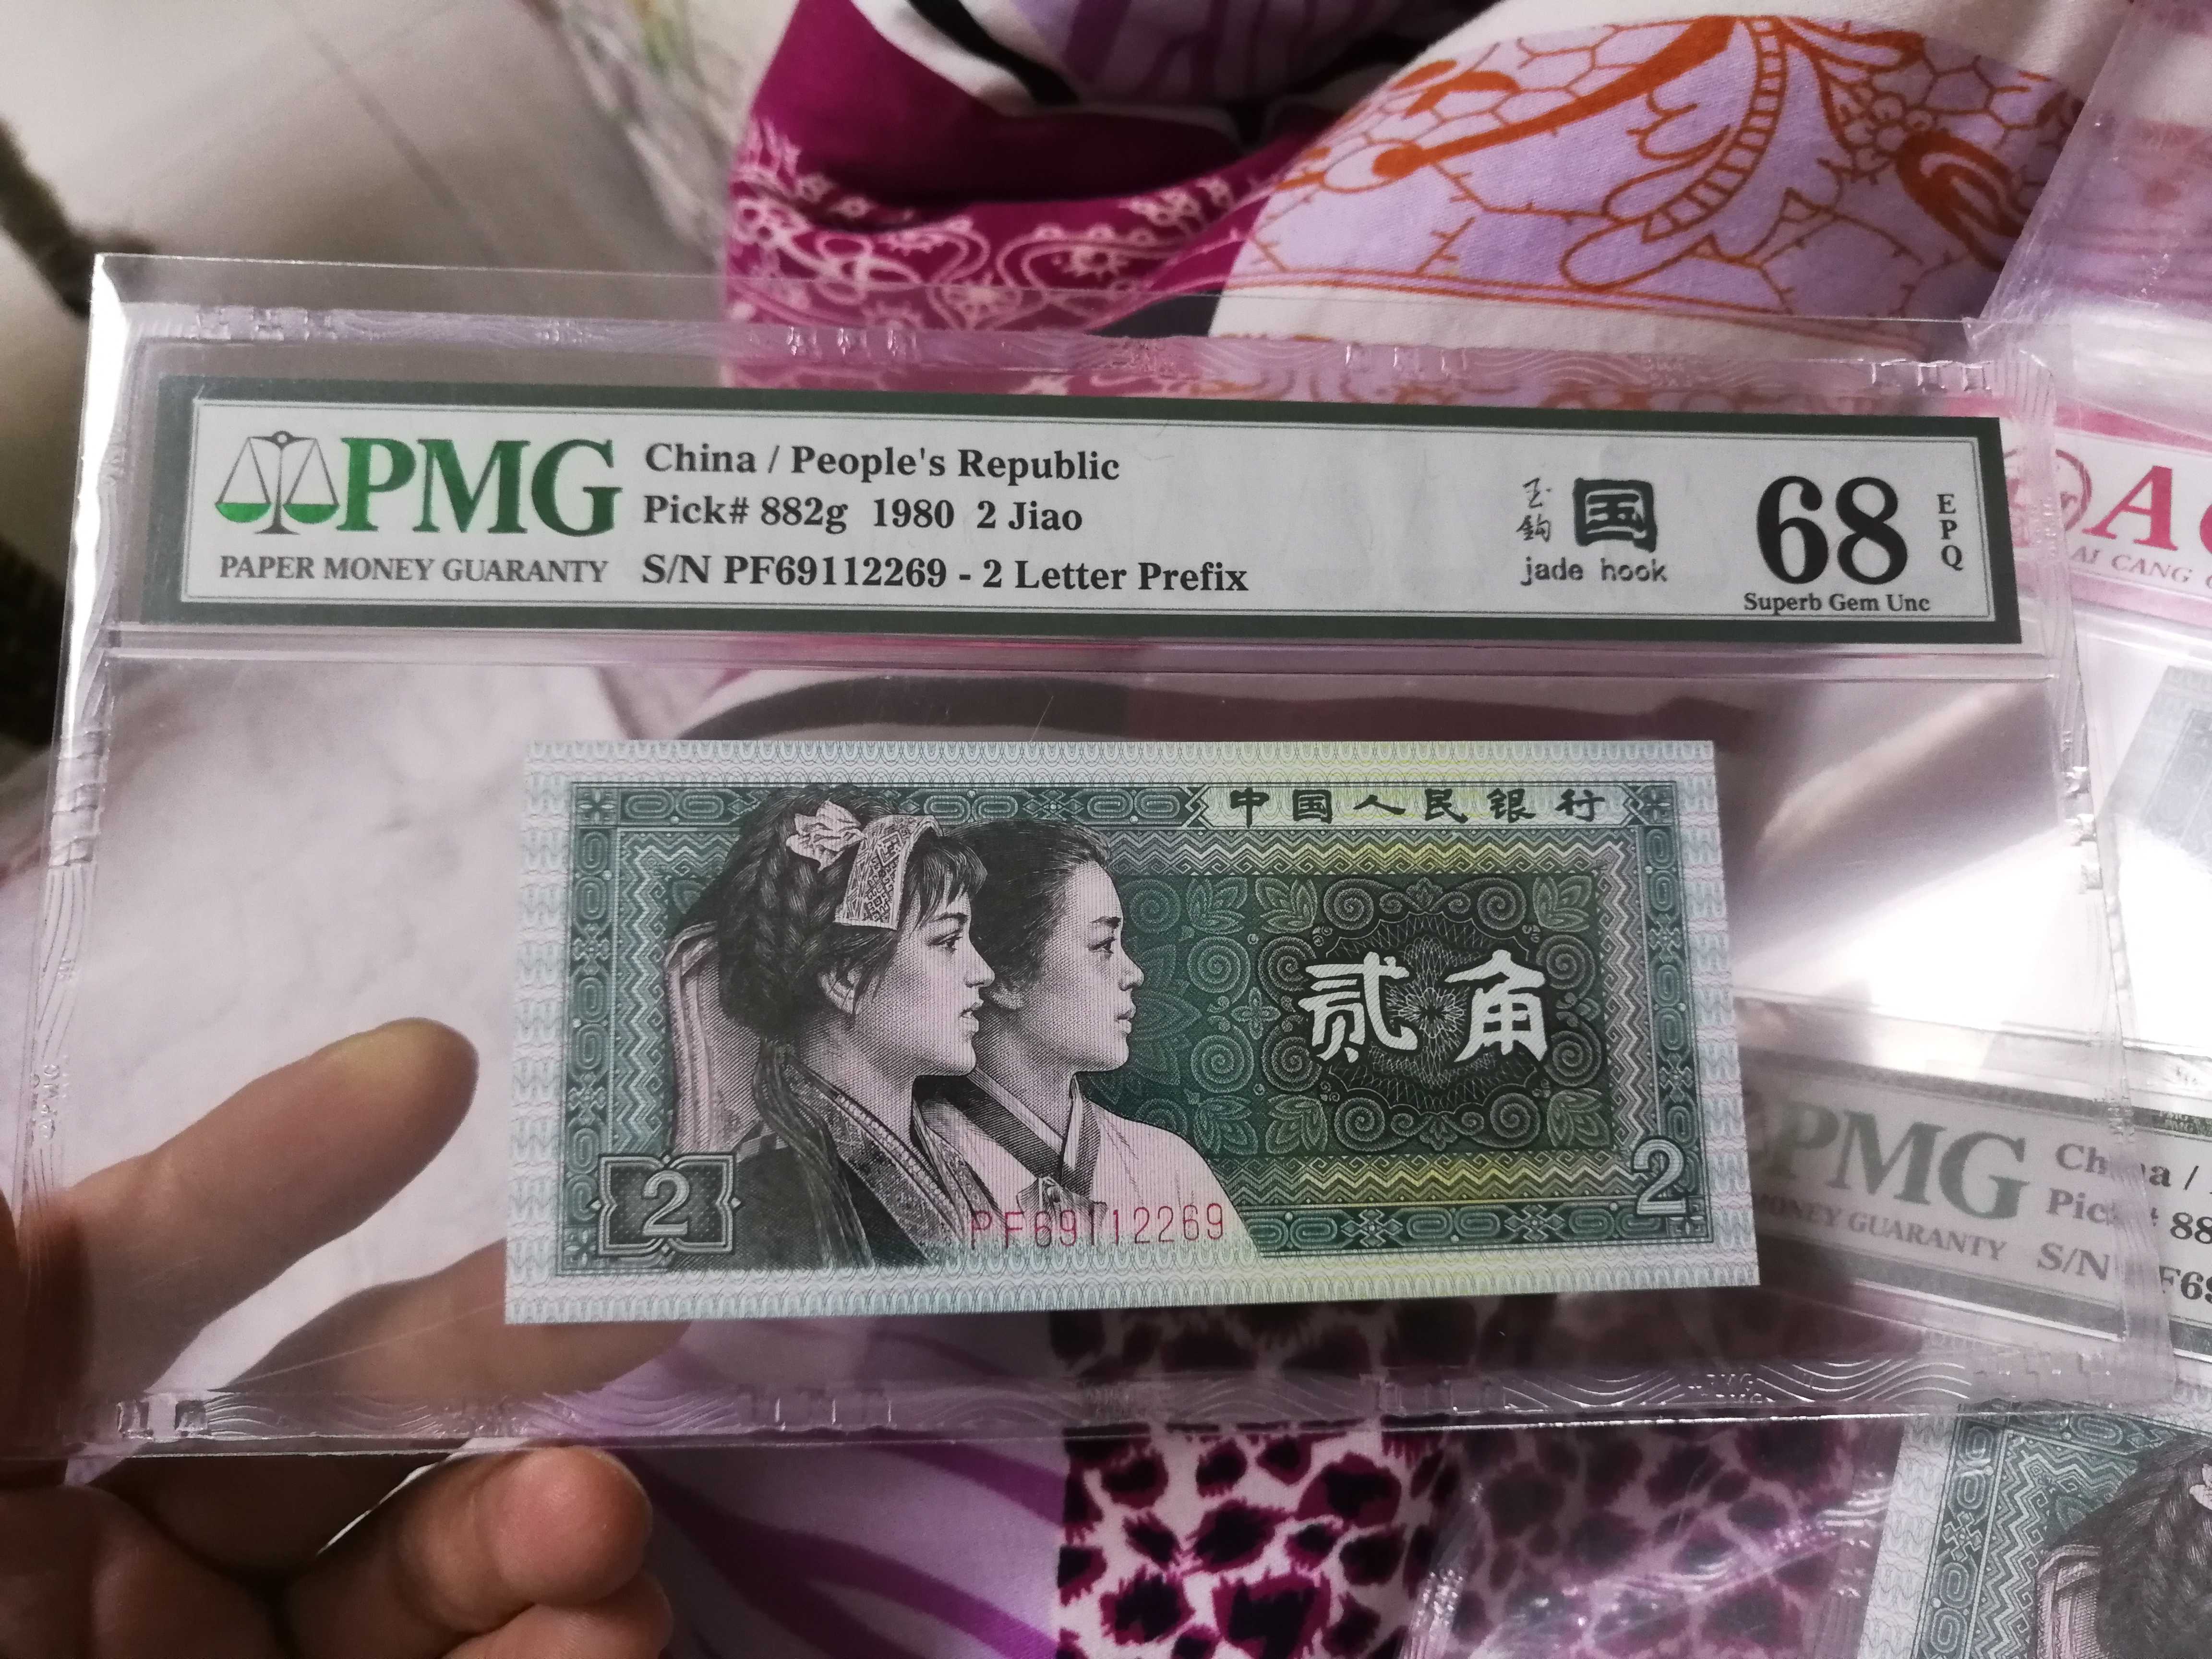 PMG
PAPER MONEY GUARANTY
China / People's Republic
Pick# 882g 1980 2 Jiao
S/N PF69112269 - 2 Letter Prefix
玉钩
国
jade hook
68
EPQ
Superb Gem Unc
A
AI CANG
中国人民银行
贰角
2
2
PF69112269
PMG
MONEY GUARANTY
S/N